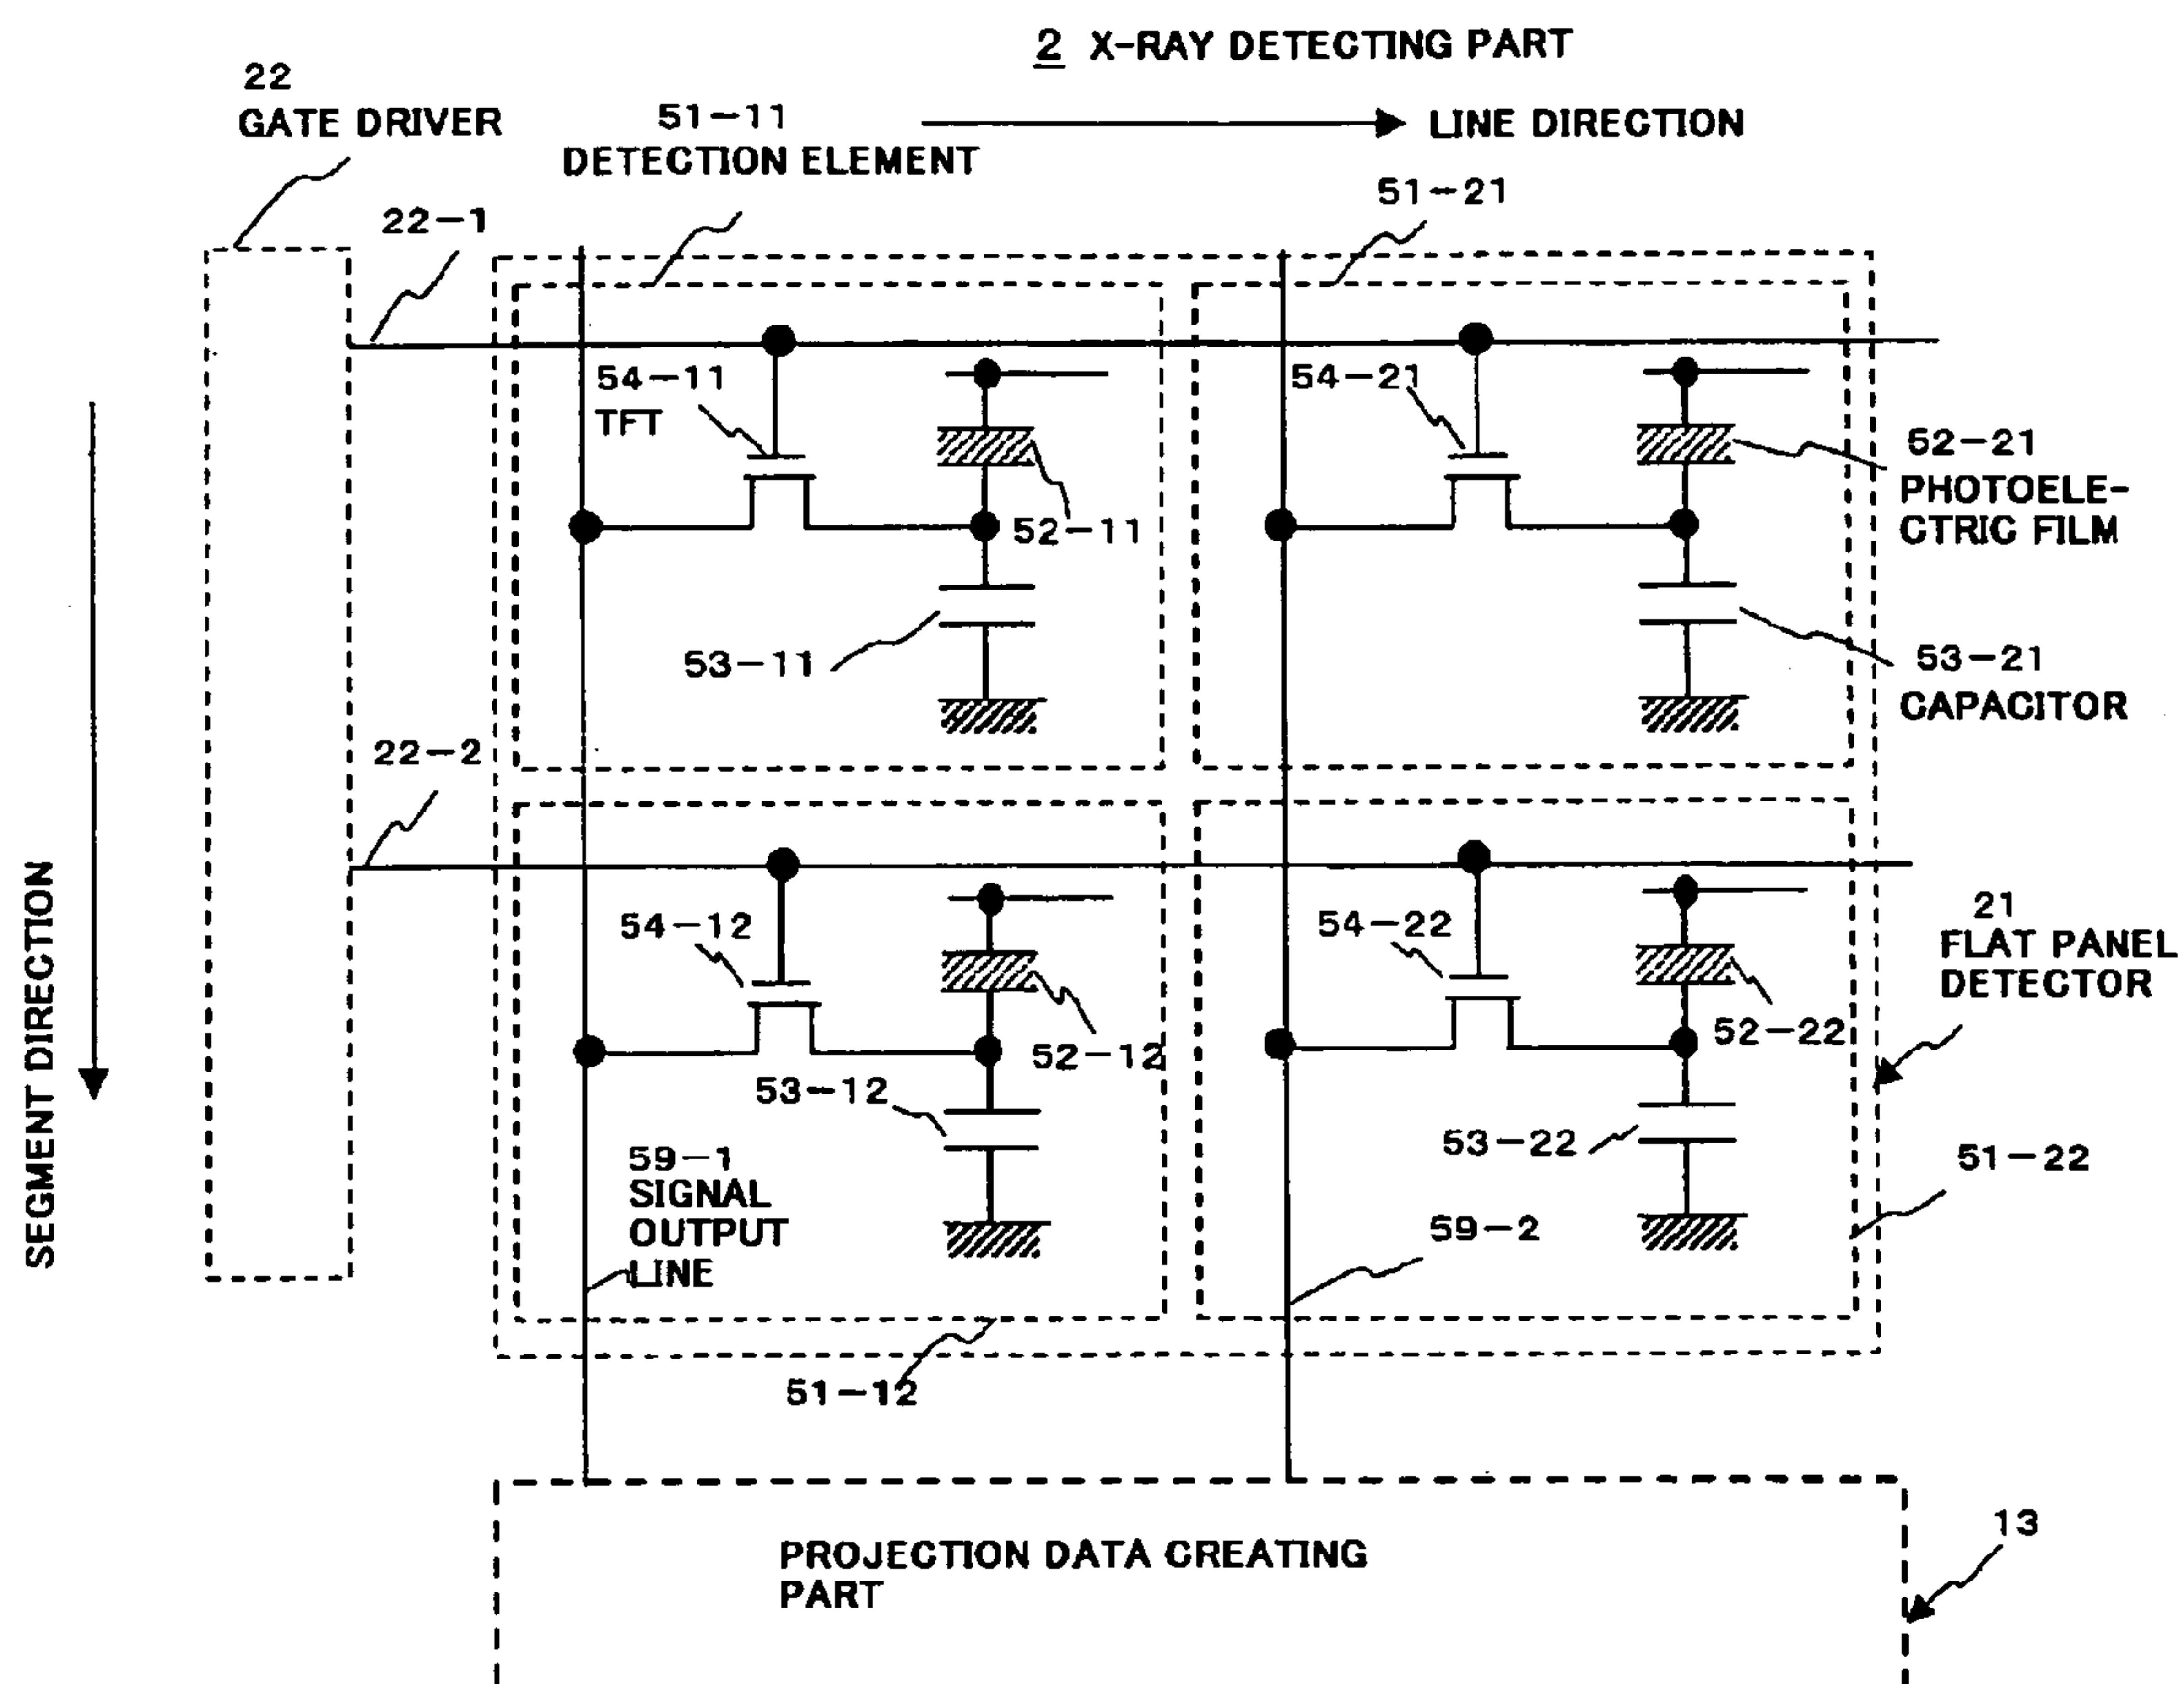 2 X-RAY DETECTING PART
22
GATE DRIVER
51-11
DETECTION ELEMENT
LINE DIRECTION
51-21
22-1
54-11
TFT
52-11
53-11
54-21
52-21
PHOTOELE-
CTRIC FILM
53-21
CAPACITOR
22-2
SEGMENT DIRECTION
54-12
52-12
53-12
59-1
SIGNAL
OUTPUT
LINE
51-12
54-22
52-22
53-22
59-2
21
FLAT PANEL
DETECTOR
51-22
13
PROJECTION DATA CREATING
PART